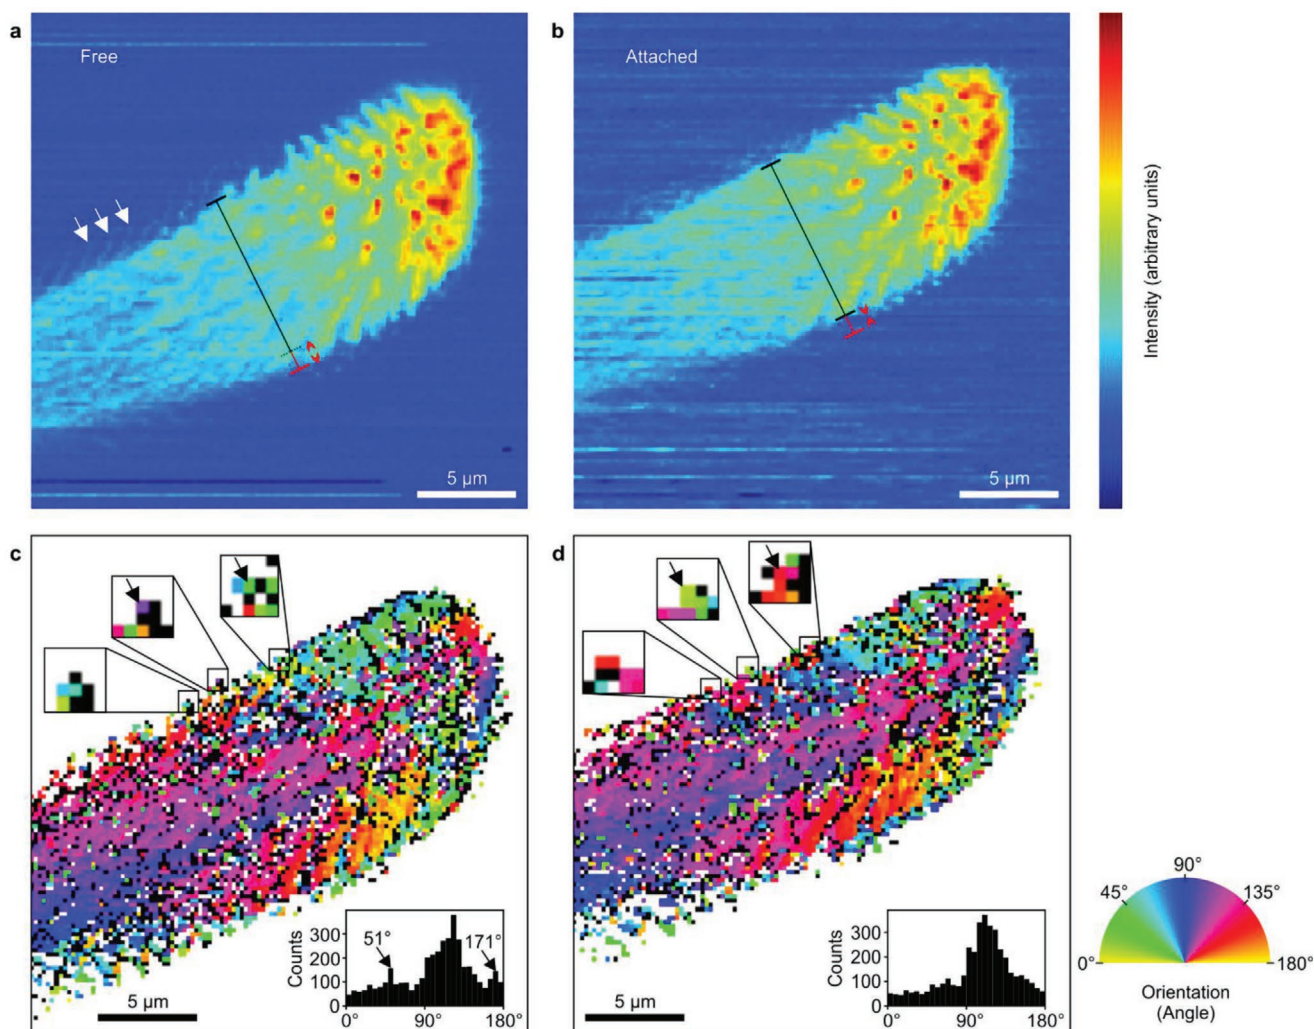 a
Free
5 µm
b
Attached
5 µm
Intensity (arbitrary units)
c
51°
171°
Counts
300
200
100
0
0°
90°
180°
5 µm
d
Counts
300
200
100
0
0°
90°
180°
5 µm
0°
45°
90°
135°
180°
Orientation
(Angle)